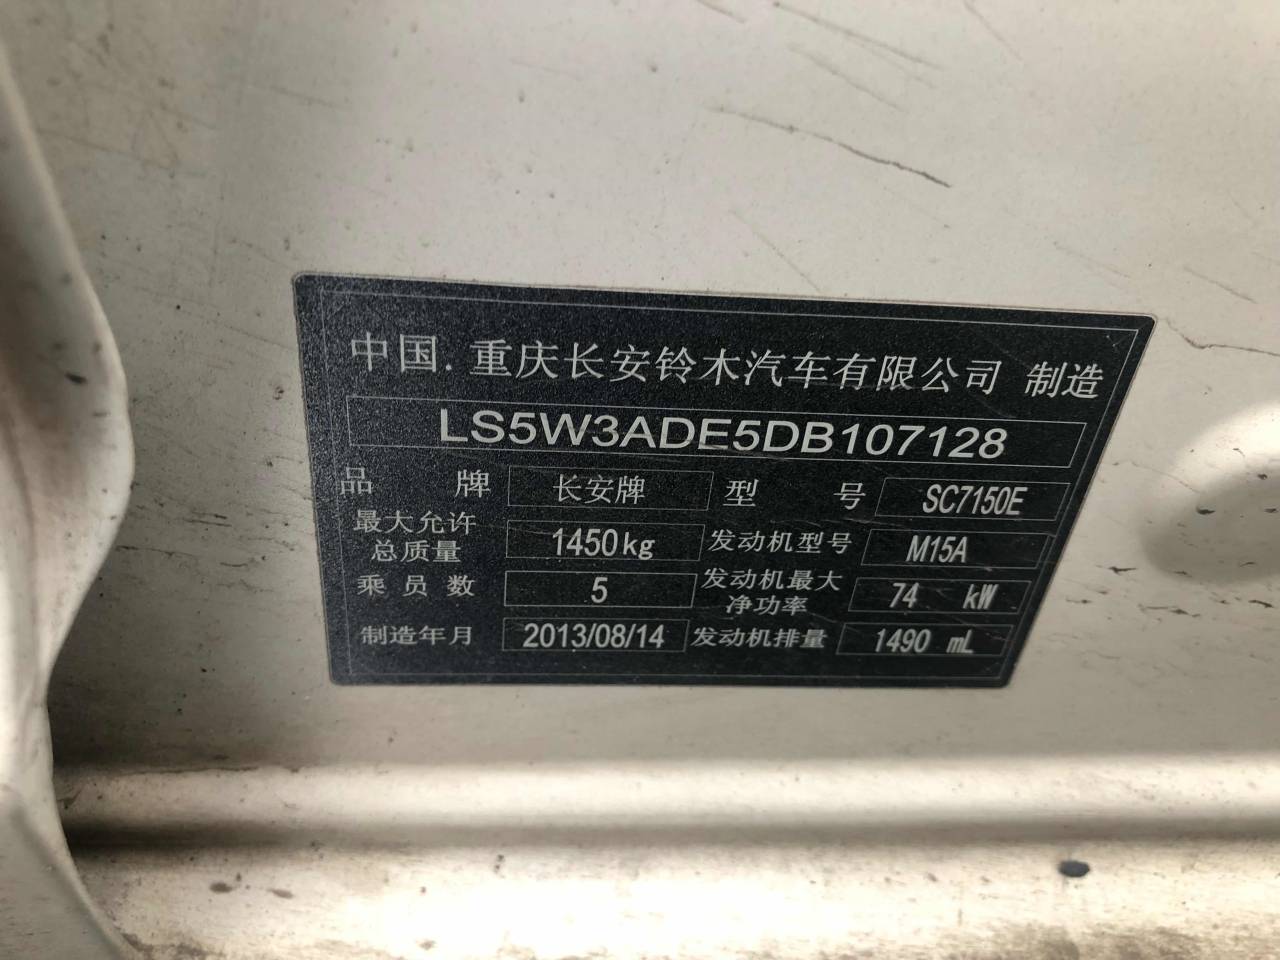 中国.重庆长安铃木汽车有限公司 制造
LS5W3ADE5DB107128
品 牌 长安牌 型 号 SC7150E
最大允许总质量 1450kg 发动机型号 M15A
乘员数 5 发动机最大净功率 74 kW
制造年月 2013/08/14 发动机排量 1490 mL